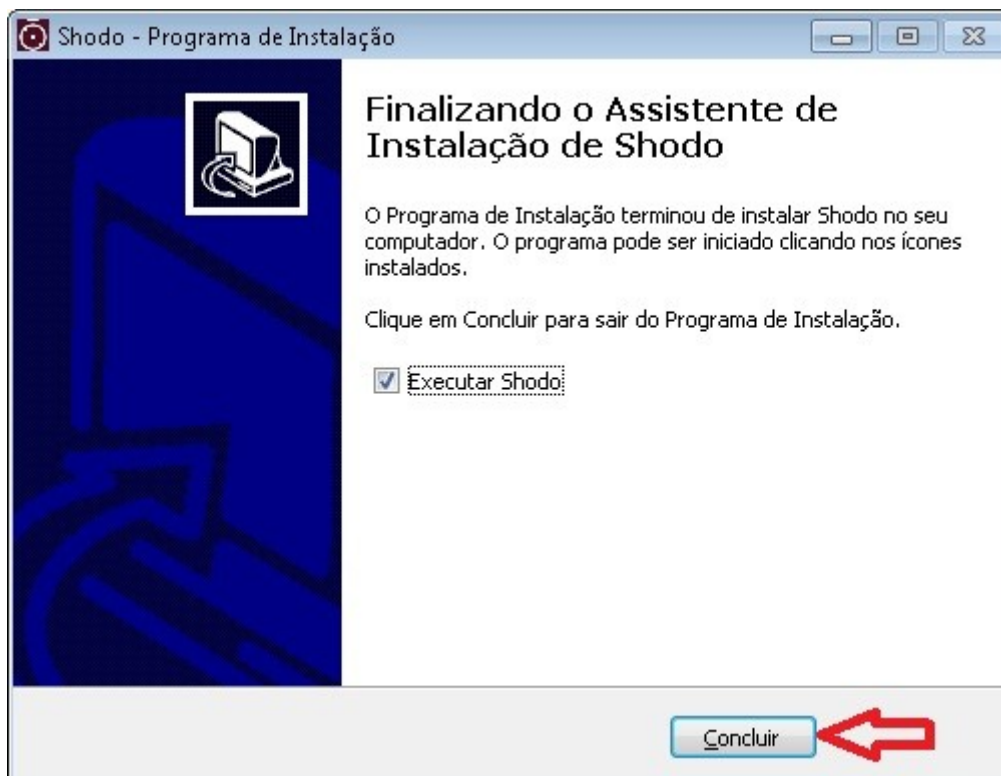 Shodo - Programa de Instalação
Finalizando o Assistente de
Instalação de Shodo
O Programa de Instalação terminou de instalar Shodo no seu
computador. O programa pode ser iniciado clicando nos ícones
instalados.
Clique em Concluir para sair do Programa de Instalação.
Executar Shodo
Concluir